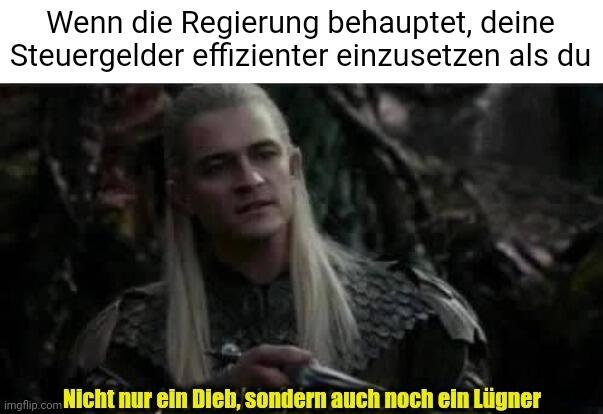 Wenn die Regierung behauptet, deine
Steuergelder effizienter einzusetzen als du
Nicht nur ein Dieb, sondern auch noch ein Lügner
imgflip.com